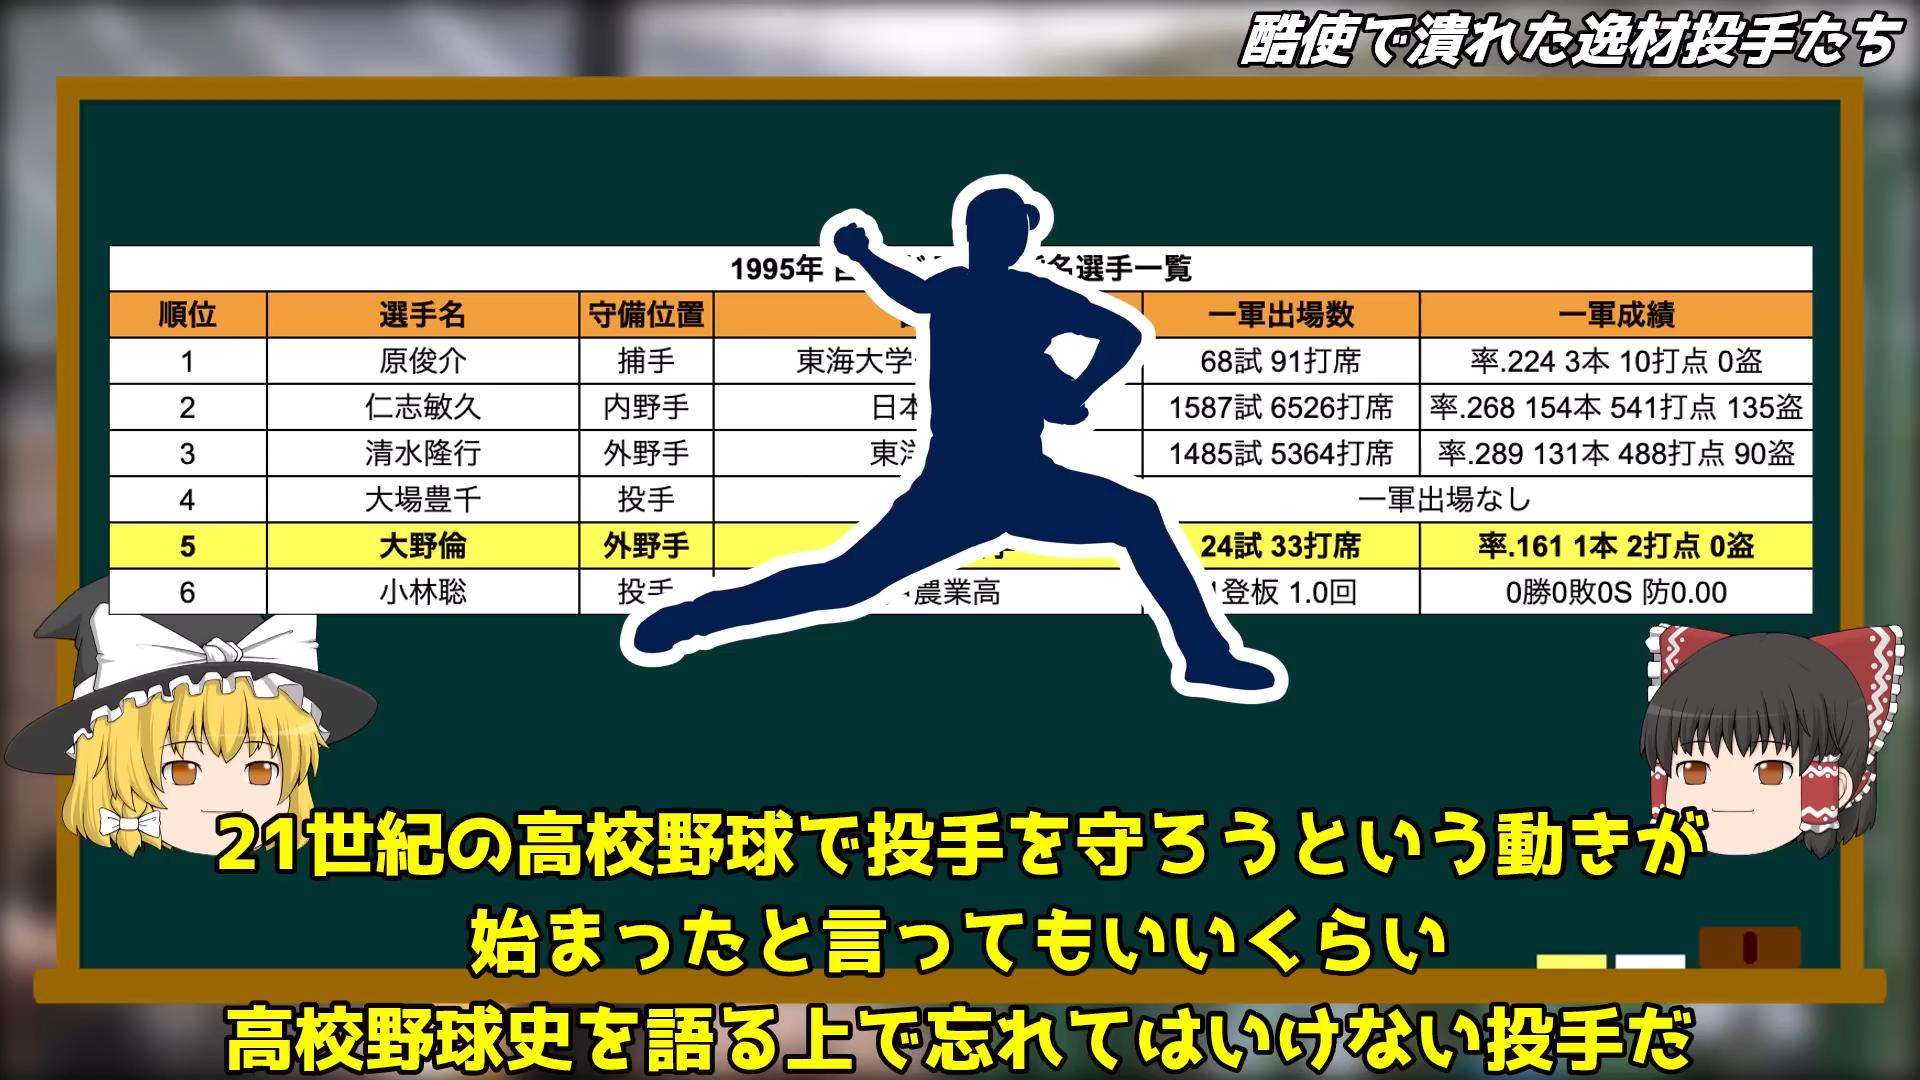 酷使で潰れた逸材投手たち
1995年 名選手一覧
順位 選手名 守備位置 一軍出場数 一軍成績
1 原俊介 捕手 東海大学 68試 91打席 率.224 3本 10打点 0盗
2 仁志敏久 内野手 日本 1587試 6526打席 率.268 154本 541打点 135盗
3 清水隆行 外野手 東洋 1485試 5364打席 率.289 131本 488打点 90盗
4 大場豊千 投手 一軍出場なし
5 大野倫 外野手 24試 33打席 率.161 1本 2打点 0盗
6 小林聡 投手 農業高 1登板 1.0回 0勝0敗0S 防0.00
21世紀の高校野球で投手を守ろうという動きが
始まったと言ってもいいくらい
高校野球史を語る上で忘れてはいけない投手だ